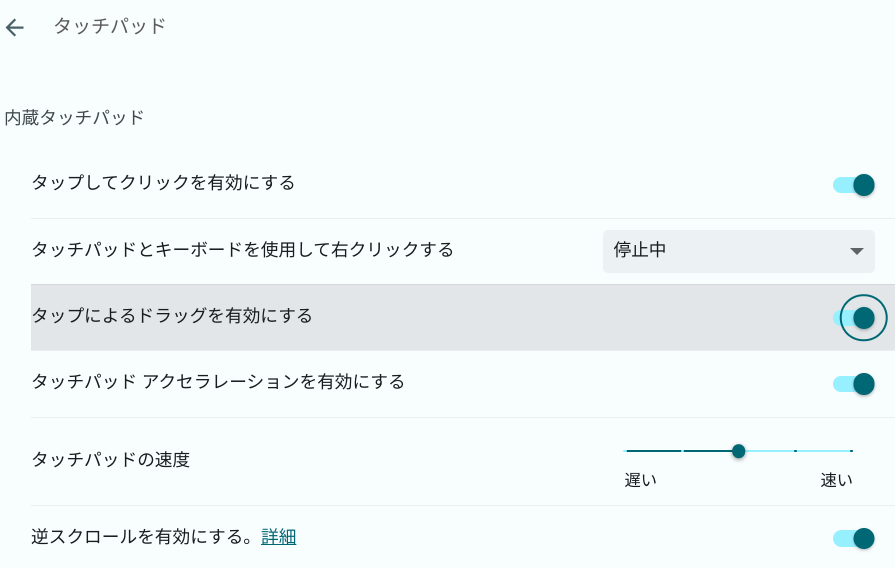 タッチパッド
内蔵タッチパッド
タップしてクリックを有効にする
タッチパッドとキーボードを使用して右クリックする
停止中
タップによるドラッグを有効にする
タッチパッド アクセラレーションを有効にする
タッチパッドの速度
遅い 速い
逆スクロールを有効にする。詳細